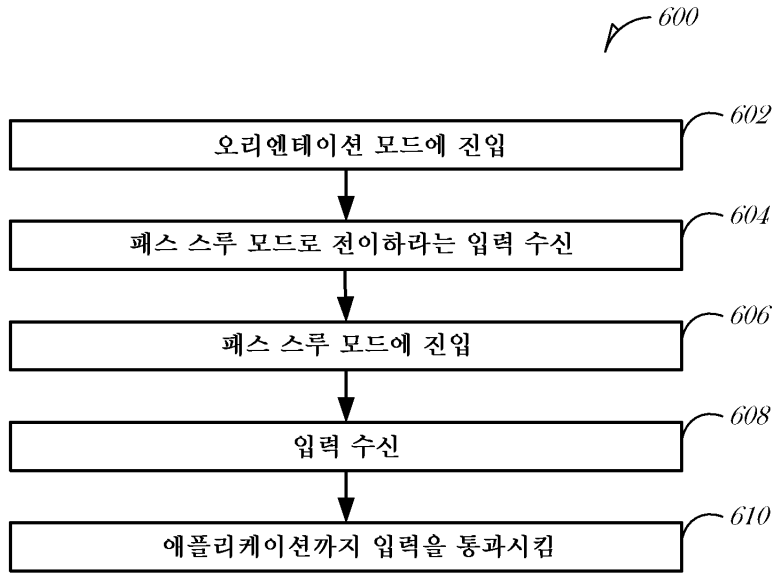 600
602
오리엔테이션 모드에 진입
604
패스 스루 모드로 전이하라는 입력 수신
606
패스 스루 모드에 진입
608
입력 수신
610
애플리케이션까지 입력을 통과시킴